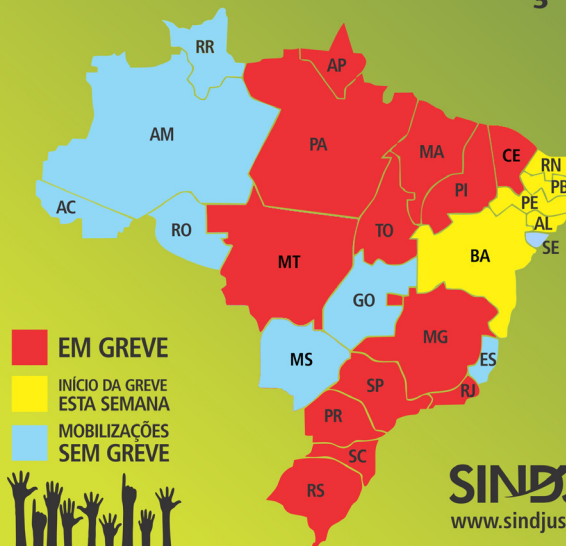 RR
AP
AM
PA
MA
CE
RN
PI
PB
PE
AC
RO
TO
AL
SE
MT
BA
GO
MG
MS
ES
SP
RJ
PR
SC
RS
EM GREVE
INÍCIO DA GREVE
ESTA SEMANA
MOBILIZAÇÕES
SEM GREVE
www.sindjus